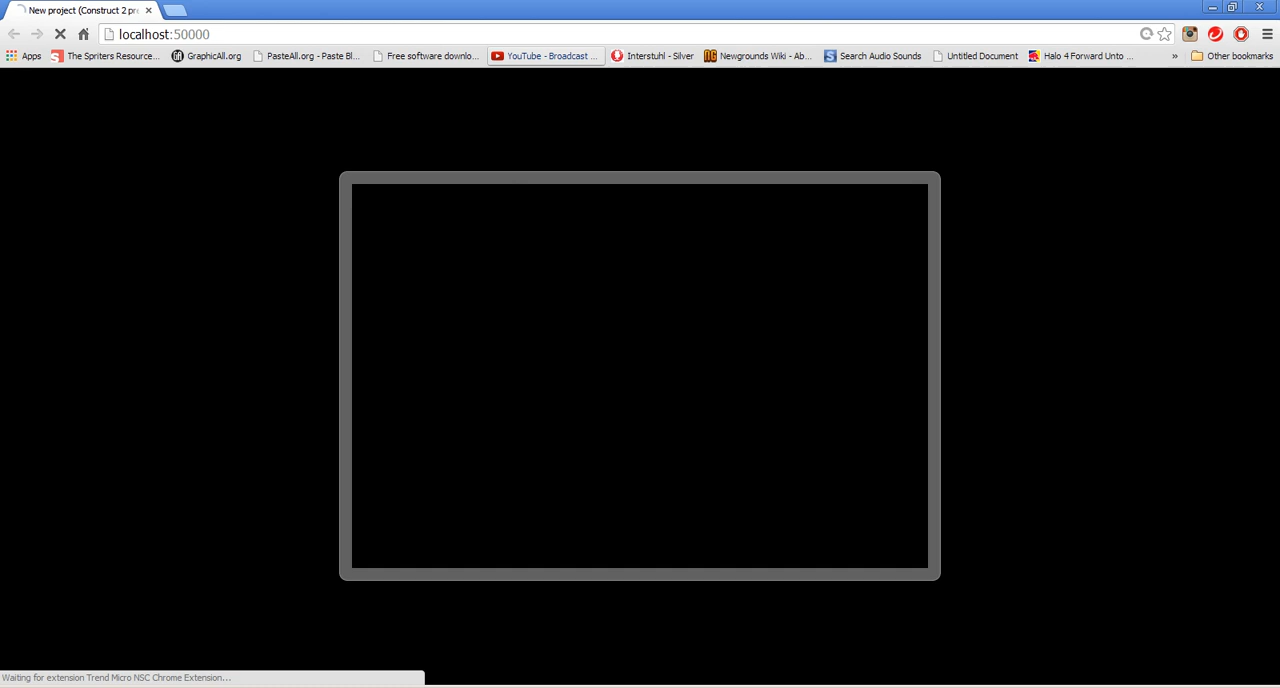 New project (Construct 2 pr
localhost:50000
Apps The Spriters Resource... GraphicAll.org PasteAll.org - Paste Bl... Free software downlo... YouTube - Broadcast ... Interstuhl - Silver Newgrounds Wiki - Ab... Search Audio Sounds Untitled Document Halo 4 Forward Unto ... » Other bookmarks
Waiting for extension Trend Micro NSC Chrome Extension...